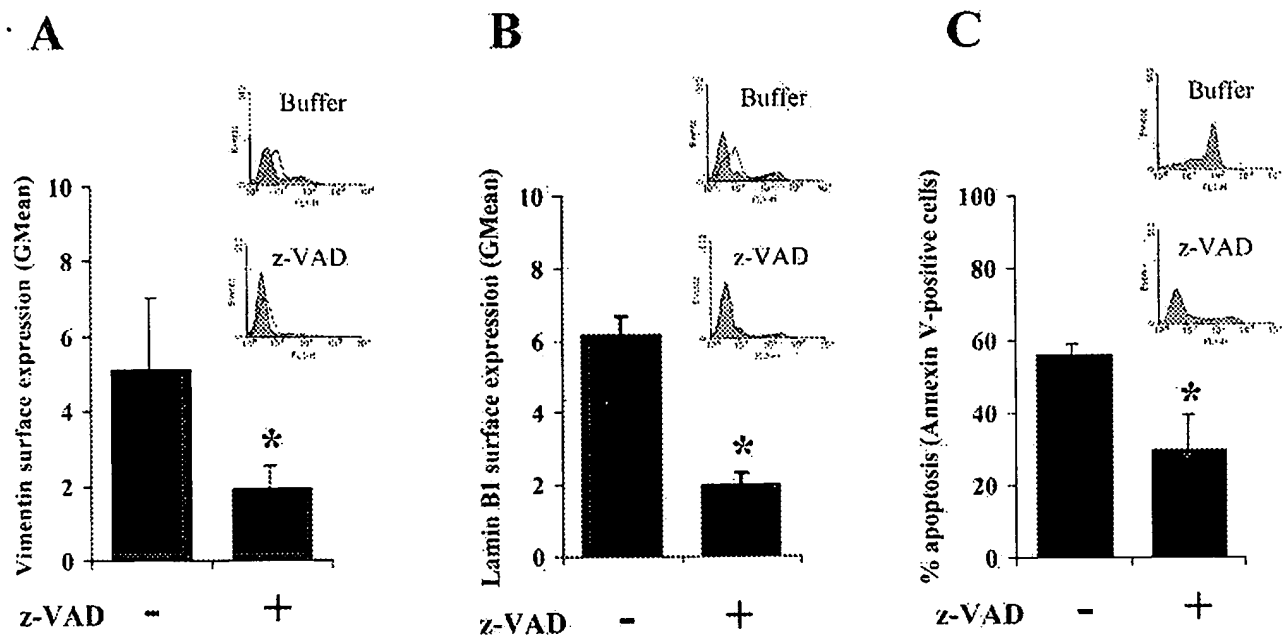 A
Buffer
z-VAD
Vimentin surface expression (GMean)
10
8
6
4
2
0
*
z-VAD - +
B
Buffer
z-VAD
Lamin B1 surface expression (GMean)
10
8
6
4
2
0
*
z-VAD - +
C
Buffer
z-VAD
% apoptosis (Annexin V-positive cells)
100
80
60
40
20
0
*
z-VAD - +